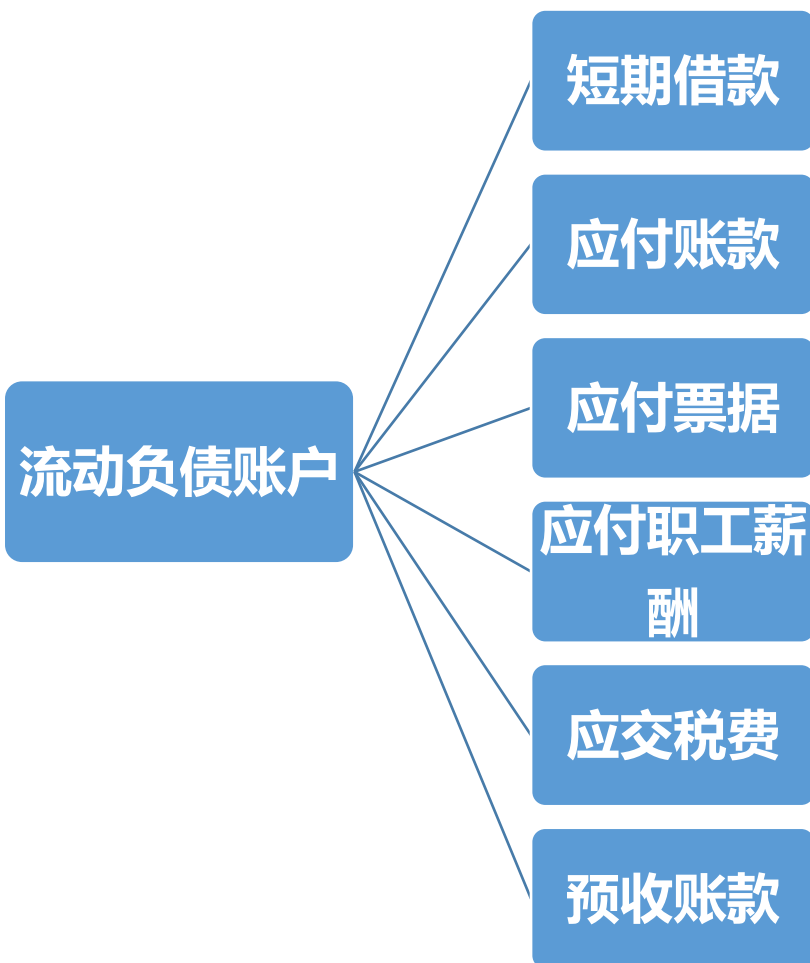 短期借款
应付账款
应付票据
流动负债账户
应付职工薪
酬
应交税费
预收账款